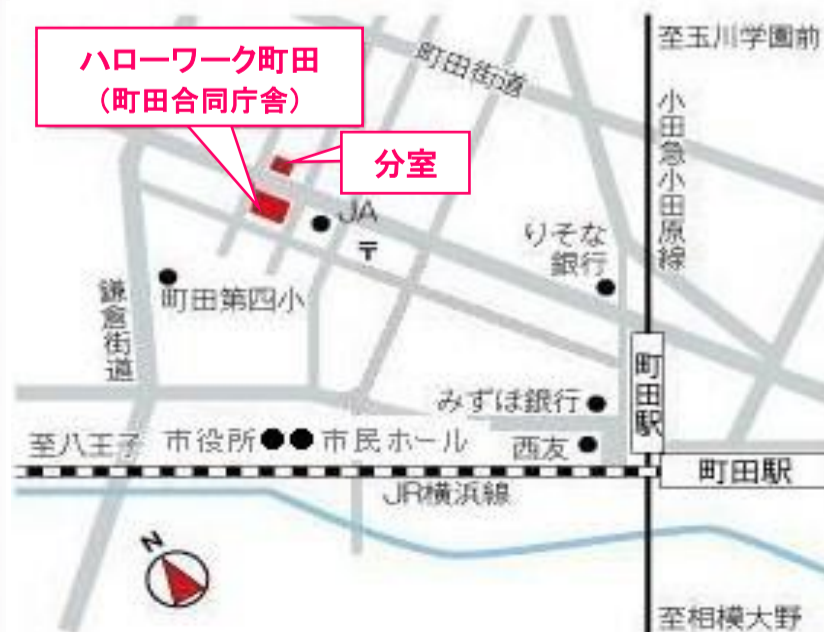 ハローワーク町田
（町田合同庁舎）
分室
町田街道
至玉川学園前
小田急小田原線
JA
〒
りそな
銀行
町田第四小
鎌倉街道
町田駅
みずほ銀行
至八王子
市役所
市民ホール
西友
町田駅
JR横浜線
N
至相模大野